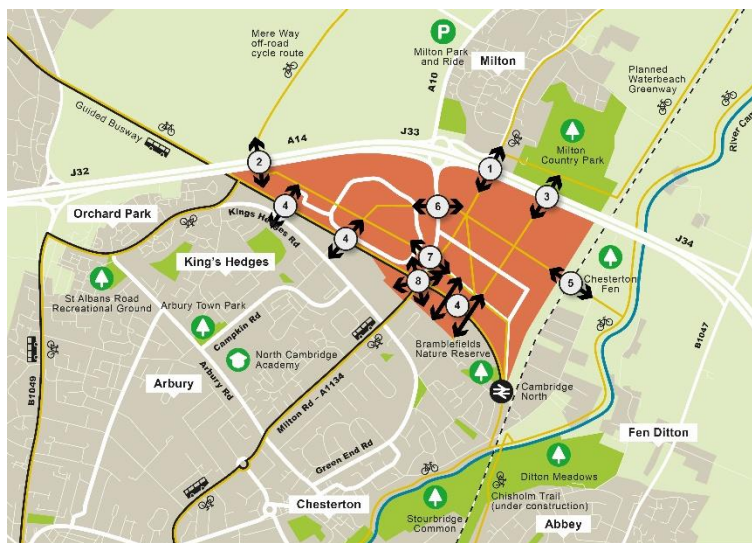 Mere Way
off-road
cycle route
P
Milton Park
and Ride
Milton
A10
Planned
Waterbeach
Greenway
Guided Busway
A14
J33
River Cam
Milton
Country Park
J32
2
1
3
Orchard Park
4
6
Kings Hedges Rd
4
J34
King's Hedges
7
8
4
5
Chesterton
Fen
St Albans Road
Recreational Ground
Arbury Town Park
Campkin Rd
North Cambridge
Academy
Bramblefields
Nature Reserve
Cambridge
North
B1047
B1049
Arbury
Arbury Rd
Milton Rd – A1134
Green End Rd
Fen Ditton
Ditton Meadows
Chesterton
Chisholm Trail
(under construction)
Stourbridge
Common
Abbey